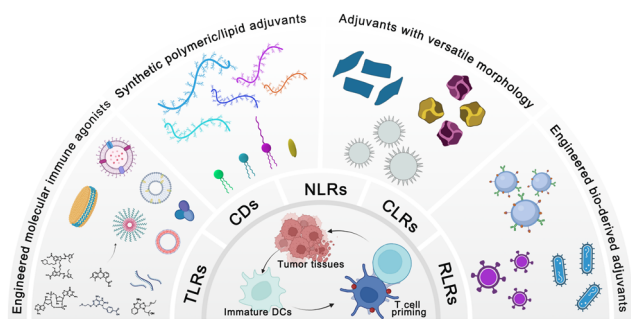 Engineered molecular immune agonists
Synthetic polymeric/lipid adjuvants
Adjuvants with versatile morphology
Engineered bio-derived adjuvants
TLRs
CDs
NLRs
CLRs
RLRs
Tumor tissues
Immature DCs
T cell
priming